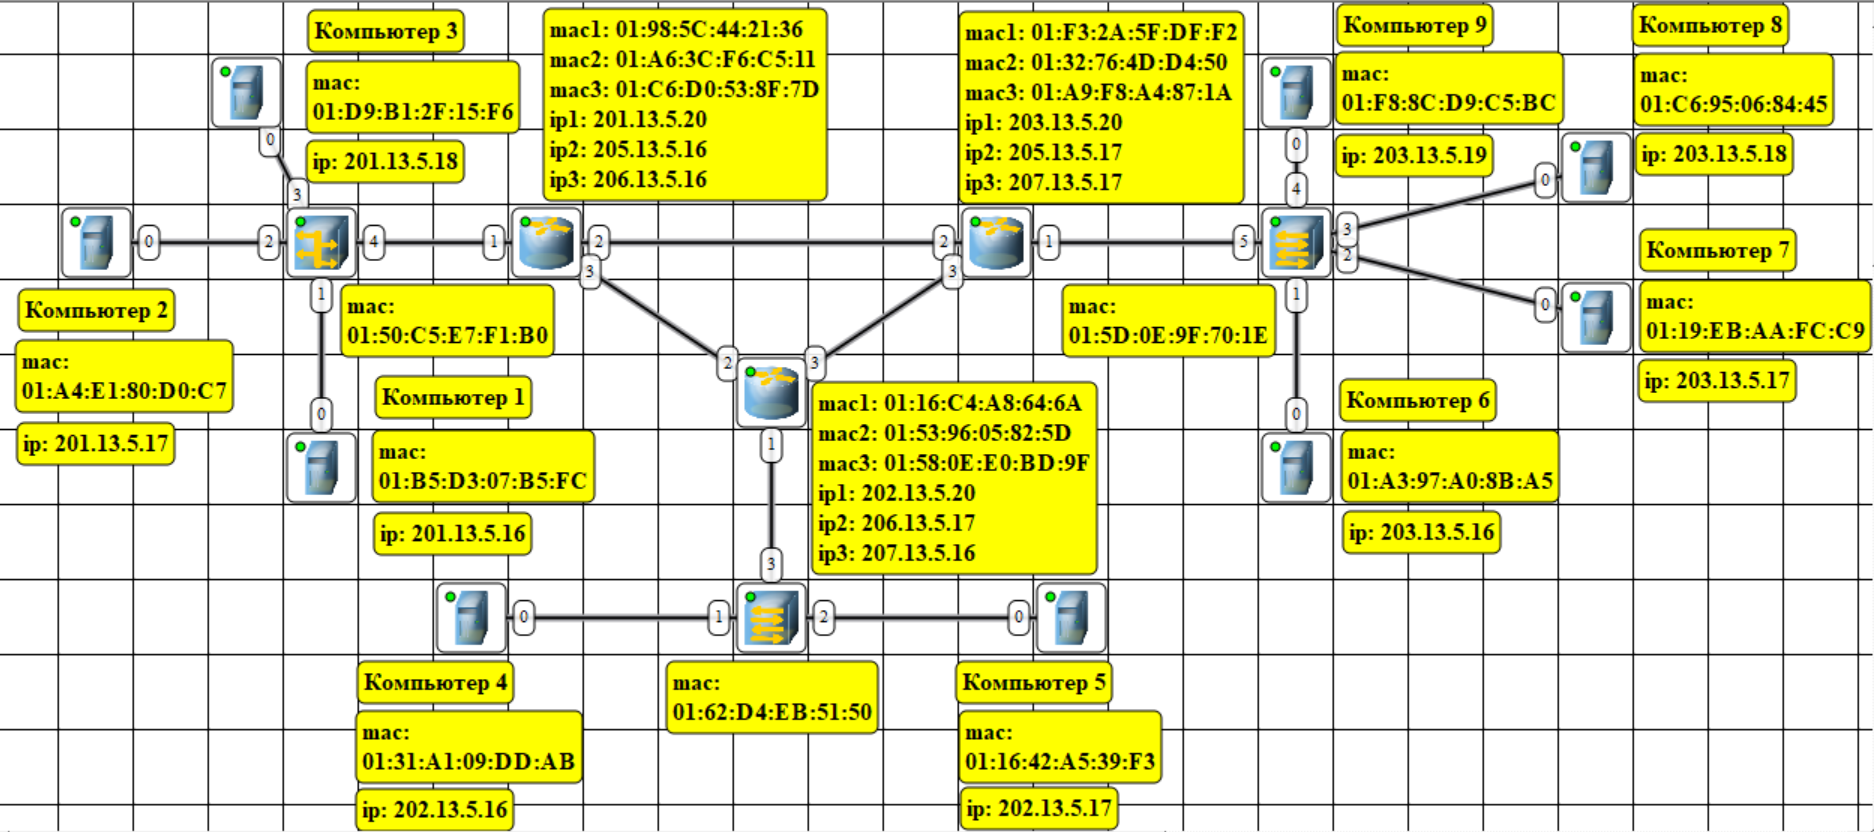 Компьютер 3
mac:
01:D9:B1:2F:15:F6
ip: 201.13.5.18
mac1: 01:98:5C:44:21:36
mac2: 01:A6:3C:F6:C5:11
mac3: 01:C6:D0:53:8F:7D
ip1: 201.13.5.20
ip2: 205.13.5.16
ip3: 206.13.5.16
mac1: 01:F3:2A:5F:DF:F2
mac2: 01:32:76:4D:D4:50
mac3: 01:A9:F8:A4:87:1A
ip1: 203.13.5.20
ip2: 205.13.5.17
ip3: 207.13.5.17
Компьютер 9
mac:
01:F8:8C:D9:C5:BC
ip: 203.13.5.19
Компьютер 8
mac:
01:C6:95:06:84:45
ip: 203.13.5.18
0
3
0
4
0
0
2
4
1
2
2
1
5
3
2
3
3
1
1
0
Компьютер 2
mac:
01:A4:E1:80:D0:C7
ip: 201.13.5.17
mac:
01:50:C5:E7:F1:B0
Компьютер 1
mac:
01:B5:D3:07:B5:FC
ip: 201.13.5.16
0
2
3
1
3
mac1: 01:16:C4:A8:64:6A
mac2: 01:53:96:05:82:5D
mac3: 01:58:0E:E0:BD:9F
ip1: 202.13.5.20
ip2: 206.13.5.17
ip3: 207.13.5.16
mac:
01:5D:0E:9F:70:1E
0
Компьютер 6
mac:
01:A3:97:A0:8B:A5
ip: 203.13.5.16
Компьютер 7
mac:
01:19:EB:AA:FC:C9
ip: 203.13.5.17
0
1
2
0
Компьютер 4
mac:
01:31:A1:09:DD:AB
ip: 202.13.5.16
mac:
01:62:D4:EB:51:50
Компьютер 5
mac:
01:16:42:A5:39:F3
ip: 202.13.5.17